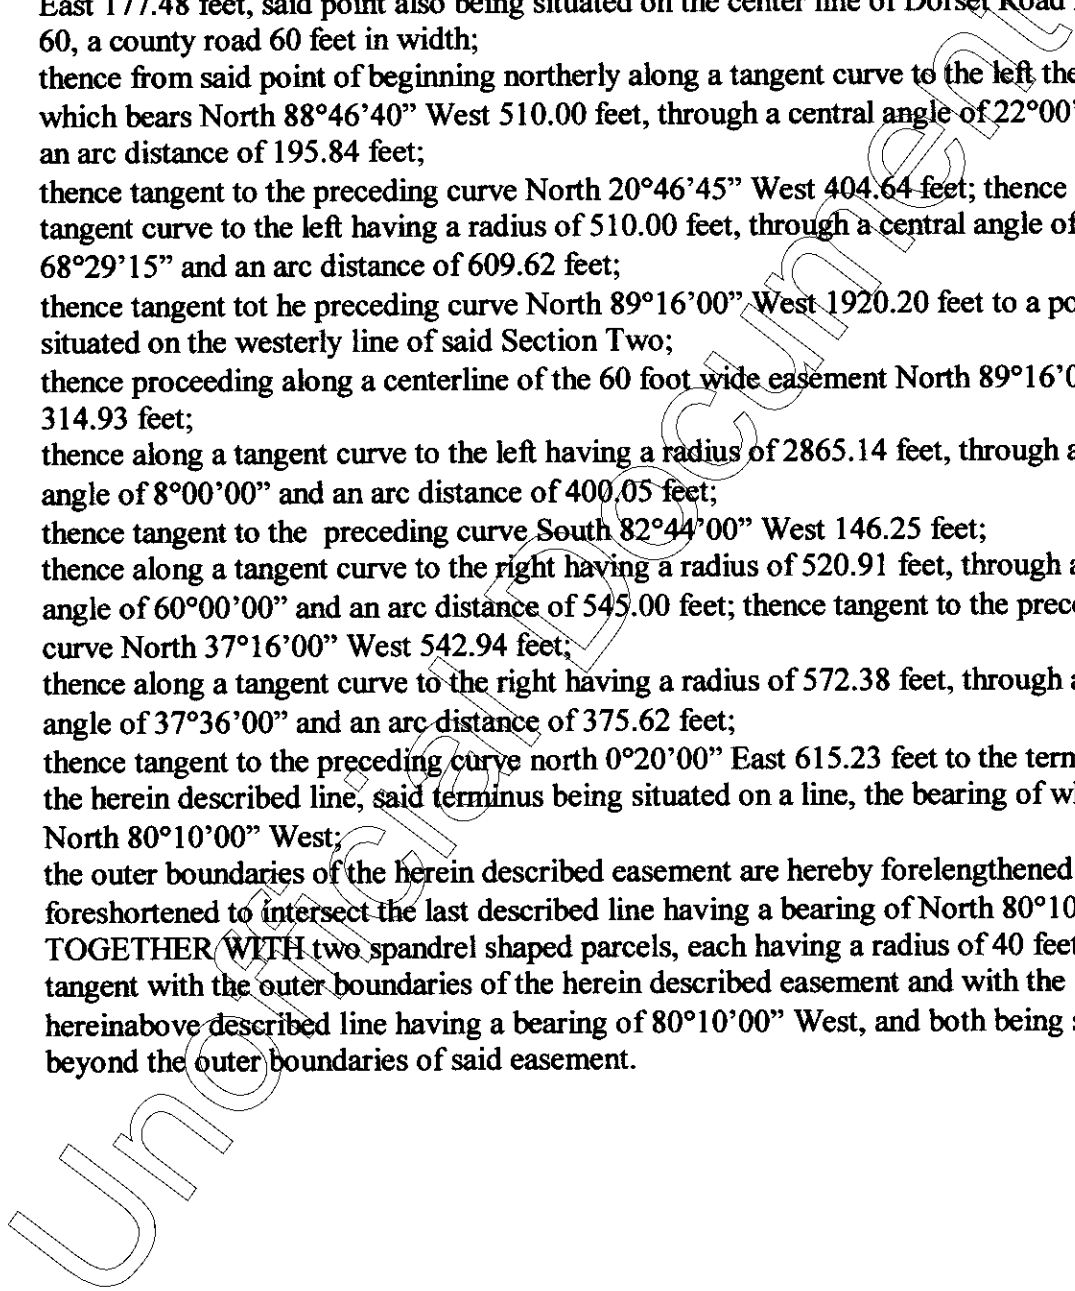 East 177.48 feet, said point also being situated on the center line of Dorset Road
60, a county road 60 feet in width;
thence from said point of beginning northerly along a tangent curve to the left the
which bears North 88°46’40” West 510.00 feet, through a central angle of 22°00’
an arc distance of 195.84 feet;
thence tangent to the preceding curve North 20°46’45” West 404.64 feet; thence
tangent curve to the left having a radius of 510.00 feet, through a central angle of
68°29’15” and an arc distance of 609.62 feet;
thence tangent tot he preceding curve North 89°16’00” West 1920.20 feet to a po
situated on the westerly line of said Section Two;
thence proceeding along a centerline of the 60 foot wide easement North 89°16’0
314.93 feet;
thence along a tangent curve to the left having a radius of 2865.14 feet, through a
angle of 8°00’00” and an arc distance of 400.05 feet;
thence tangent to the preceding curve South 82°44’00” West 146.25 feet;
thence along a tangent curve to the right having a radius of 520.91 feet, through a
angle of 60°00’00” and an arc distance of 545.00 feet; thence tangent to the prec
curve North 37°16’00” West 542.94 feet;
thence along a tangent curve to the right having a radius of 572.38 feet, through a
angle of 37°36’00” and an arc distance of 375.62 feet;
thence tangent to the preceding curve north 0°20’00” East 615.23 feet to the term
the herein described line, said terminus being situated on a line, the bearing of w
North 80°10’00” West;
the outer boundaries of the herein described easement are hereby forelengthened
foreshortened to intersect the last described line having a bearing of North 80°10
TOGETHER WITH two spandrel shaped parcels, each having a radius of 40 feet
tangent with the outer boundaries of the herein described easement and with the
hereinabove described line having a bearing of 80°10’00” West, and both being
beyond the outer boundaries of said easement.
Unofficial Document